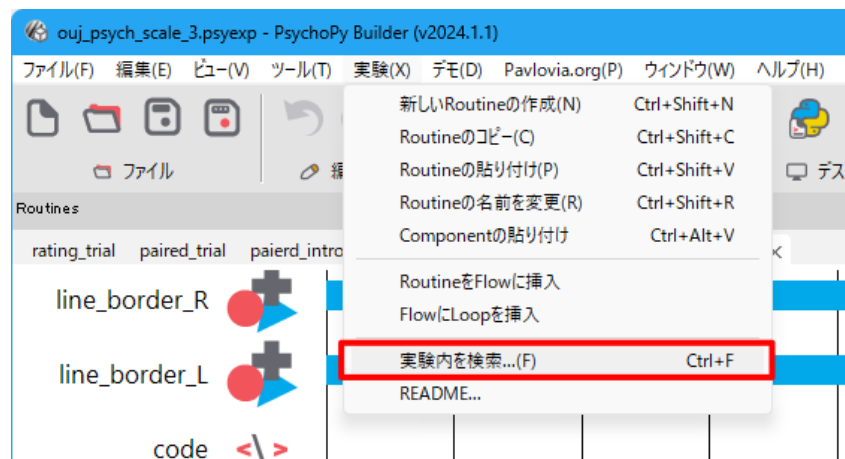 ouj_psych_scale_3.psyexp - PsychoPy Builder (v2024.1.1)
ファイル(F) 編集(E) ビュー(V) ツール(T) 実験(X) デモ(D) Pavlovia.org(P) ウィンドウ(W) ヘルプ(H)
新しいRoutineの作成(N) Ctrl+Shift+N
Routineのコピー(C) Ctrl+Shift+C
ファイル
Routineの貼り付け(P) Ctrl+Shift+V
Routines
Routineの名前を変更(R) Ctrl+Shift+R
rating_trial paired_trial paierd_intro
Componentの貼り付け Ctrl+Alt+V
RoutineをFlowに挿入
line_border_R
FlowにLoopを挿入
実験内を検索...(F) Ctrl+F
line_border_L
README...
code